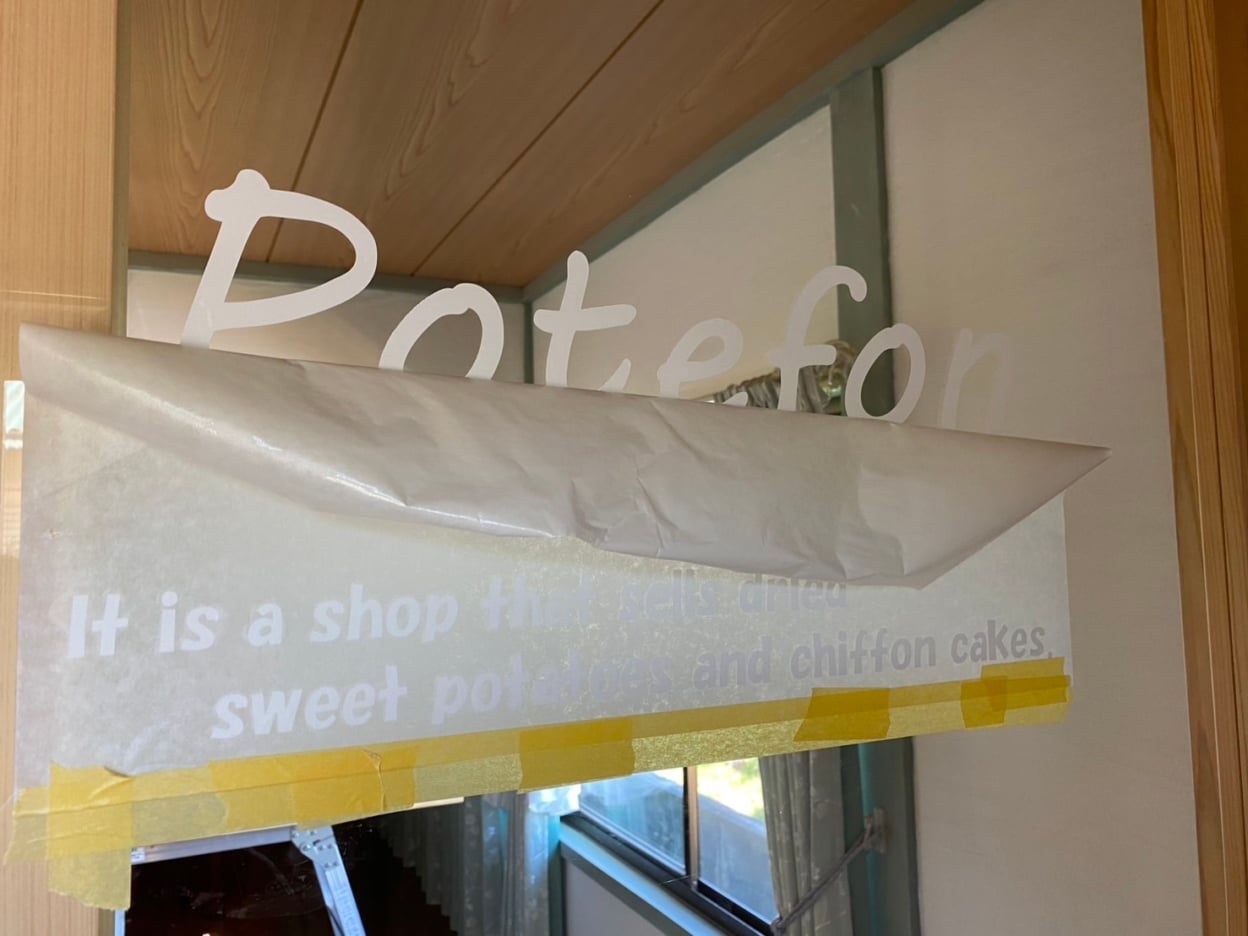 Potefon
It is a shop that sells dried
sweet potatoes and chiffon cakes.